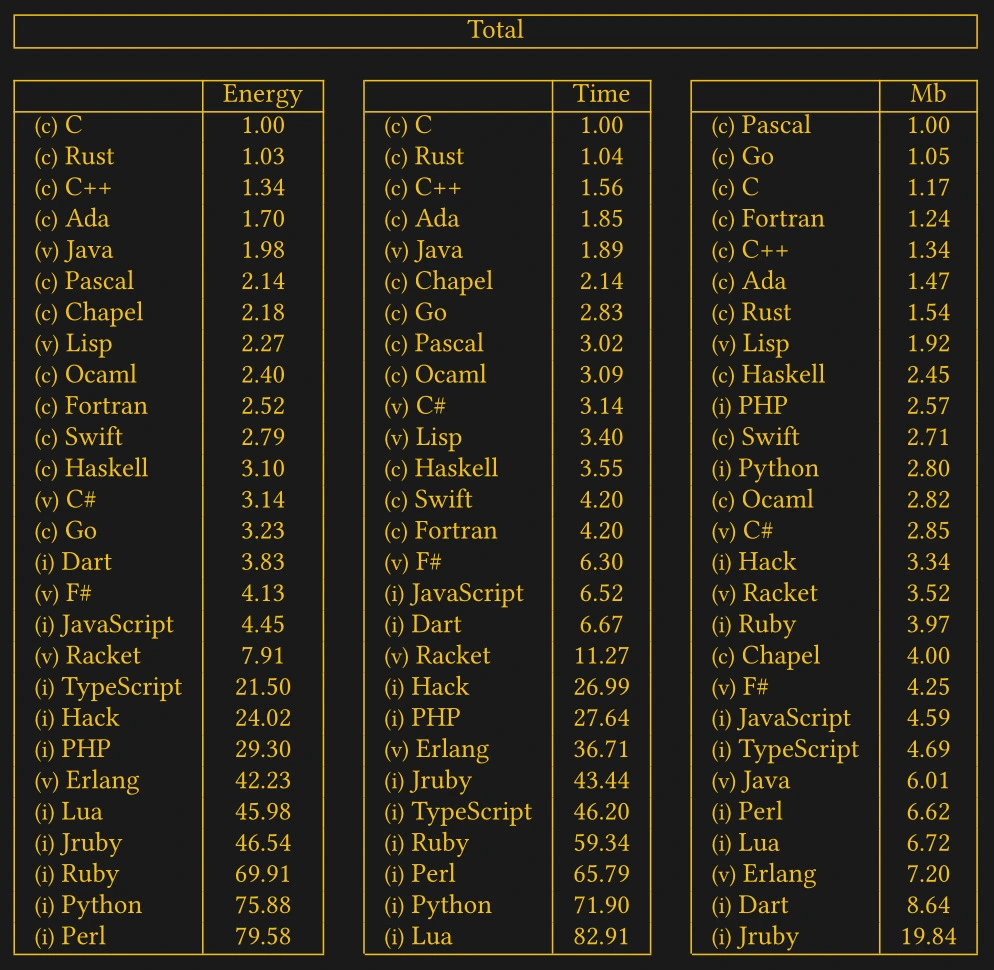 Total
Energy
(c) C 1.00
(c) Rust 1.03
(c) C++ 1.34
(c) Ada 1.70
(v) Java 1.98
(c) Pascal 2.14
(c) Chapel 2.18
(v) Lisp 2.27
(c) Ocaml 2.40
(c) Fortran 2.52
(c) Swift 2.79
(c) Haskell 3.10
(v) C# 3.14
(c) Go 3.23
(i) Dart 3.83
(v) F# 4.13
(i) JavaScript 4.45
(v) Racket 7.91
(i) TypeScript 21.50
(i) Hack 24.02
(i) PHP 29.30
(v) Erlang 42.23
(i) Lua 45.98
(i) Jruby 46.54
(i) Ruby 69.91
(i) Python 75.88
(i) Perl 79.58
Time
(c) C 1.00
(c) Rust 1.04
(c) C++ 1.56
(c) Ada 1.85
(v) Java 1.89
(c) Chapel 2.14
(c) Go 2.83
(c) Pascal 3.02
(c) Ocaml 3.09
(v) C# 3.14
(v) Lisp 3.40
(c) Haskell 3.55
(c) Swift 4.20
(c) Fortran 4.20
(v) F# 6.30
(i) JavaScript 6.52
(i) Dart 6.67
(v) Racket 11.27
(i) Hack 26.99
(i) PHP 27.64
(v) Erlang 36.71
(i) Jruby 43.44
(i) TypeScript 46.20
(i) Ruby 59.34
(i) Perl 65.79
(i) Python 71.90
(i) Lua 82.91
Mb
(c) Pascal 1.00
(c) Go 1.05
(c) C 1.17
(c) Fortran 1.24
(c) C++ 1.34
(c) Ada 1.47
(c) Rust 1.54
(v) Lisp 1.92
(c) Haskell 2.45
(i) PHP 2.57
(c) Swift 2.71
(i) Python 2.80
(c) Ocaml 2.82
(v) C# 2.85
(i) Hack 3.34
(v) Racket 3.52
(i) Ruby 3.97
(c) Chapel 4.00
(v) F# 4.25
(i) JavaScript 4.59
(i) TypeScript 4.69
(v) Java 6.01
(i) Perl 6.62
(i) Lua 6.72
(v) Erlang 7.20
(i) Dart 8.64
(i) Jruby 19.84